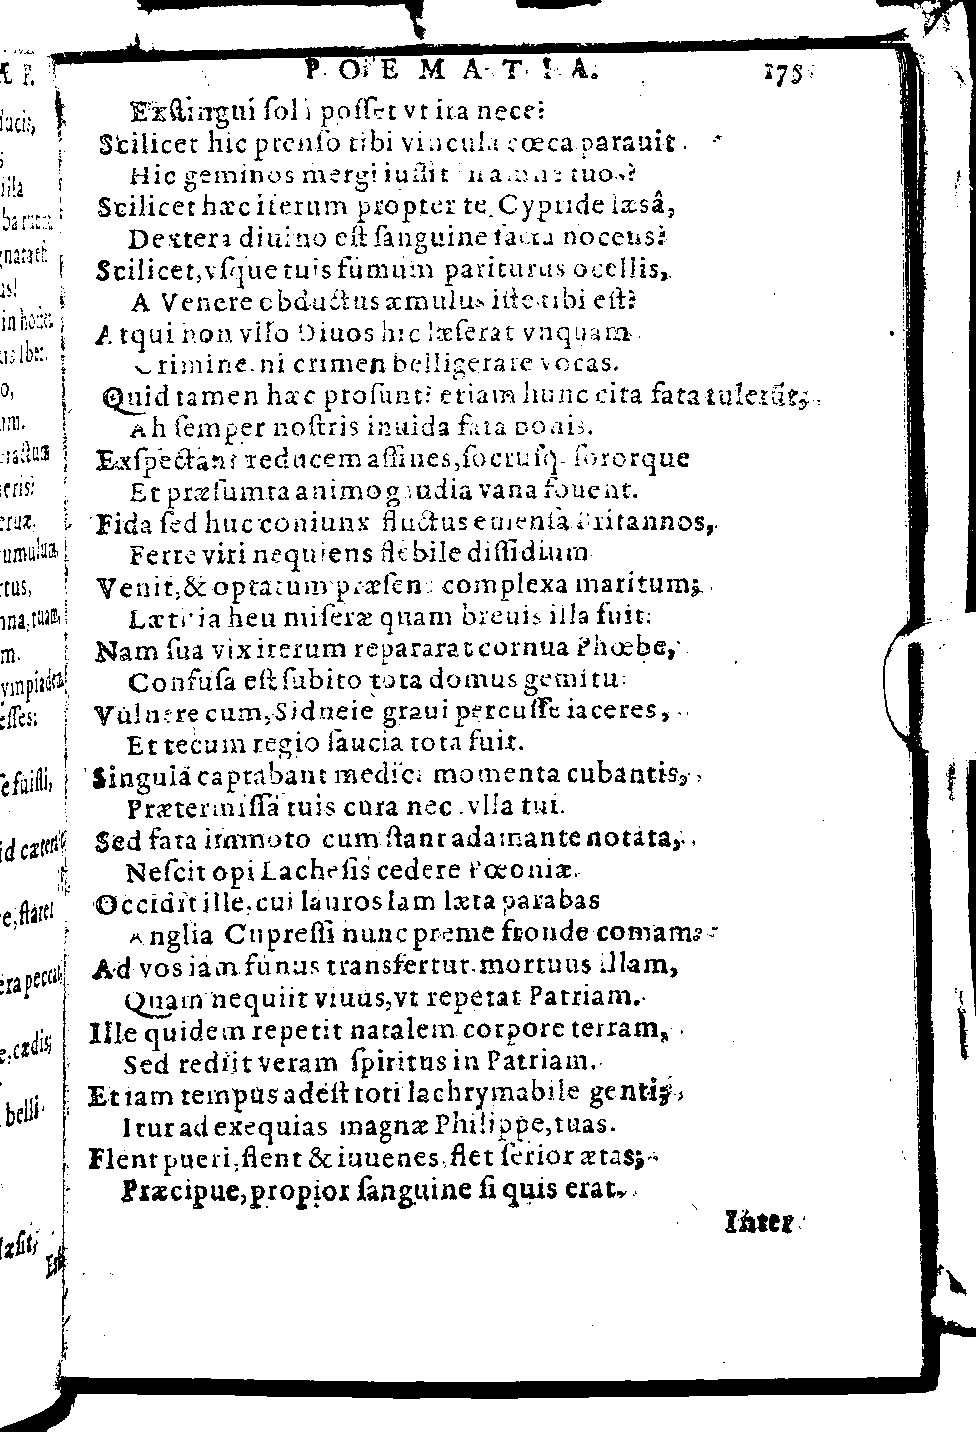 POEMATIA. 175
Exstingui soli posset vt ita nece?
Scilicet hic prenso tibi vincula cœca parauit.
Hic geminos mergi iussit tuos?
Scilicet hæc iterum propter te Cypride læsâ,
Dextera diuino est sanguine facta nocens?
Scilicet, vsque tuis fumum pariturus ocellis,
A Venere obductus æmulus iste tibi est?
Atqui non viso Diuos hic læserat vnquam
Crimine, ni crimen belligerare vocas.
Quid tamen hæc prosunt? etiam hunc cita fata tulerūt,
Ah semper nostris inuida fata bonis.
Exspectant reducem affines, socrusq. sororque
Et præsumta animo gaudia vana fouent.
Fida sed huc coniunx fluctus emensa Britannos,
Ferre viri nequiens flebile dissidium
Venit, & optatum præsens complexa maritum;
Lætitia heu miseræ quam breuis illa fuit:
Nam sua vix iterum repararat cornua Phœbe,
Confusa est subito tota domus gemitu:
Vulnere cum, Sidneie graui percusse iaceres,
Et tecum regio saucia tota fuit.
Singula captabant medici momenta cubantis,
Prætermissa tuis cura nec vlla tui.
Sed fata immoto cum stant adamante notata,
Nescit opi Lachesis cedere Pœoniæ.
Occidit ille, cui lauros iam læta parabas
Anglia Cupressi nunc preme fronde comam.
Ad vos iam funus transfertur mortuus illam,
Quam nequiit viuus, vt repetat Patriam.
Ille quidem repetit natalem corpore terram,
Sed rediit veram spiritus in Patriam.
Etiam tempus adest toti lachrymabile gentis,
Itur ad exequias magnæ Philippe, tuas.
Flent pueri, flent & iuuenes, flet serior ætas;
Præcipue, propior sanguine si quis erat.
Inter